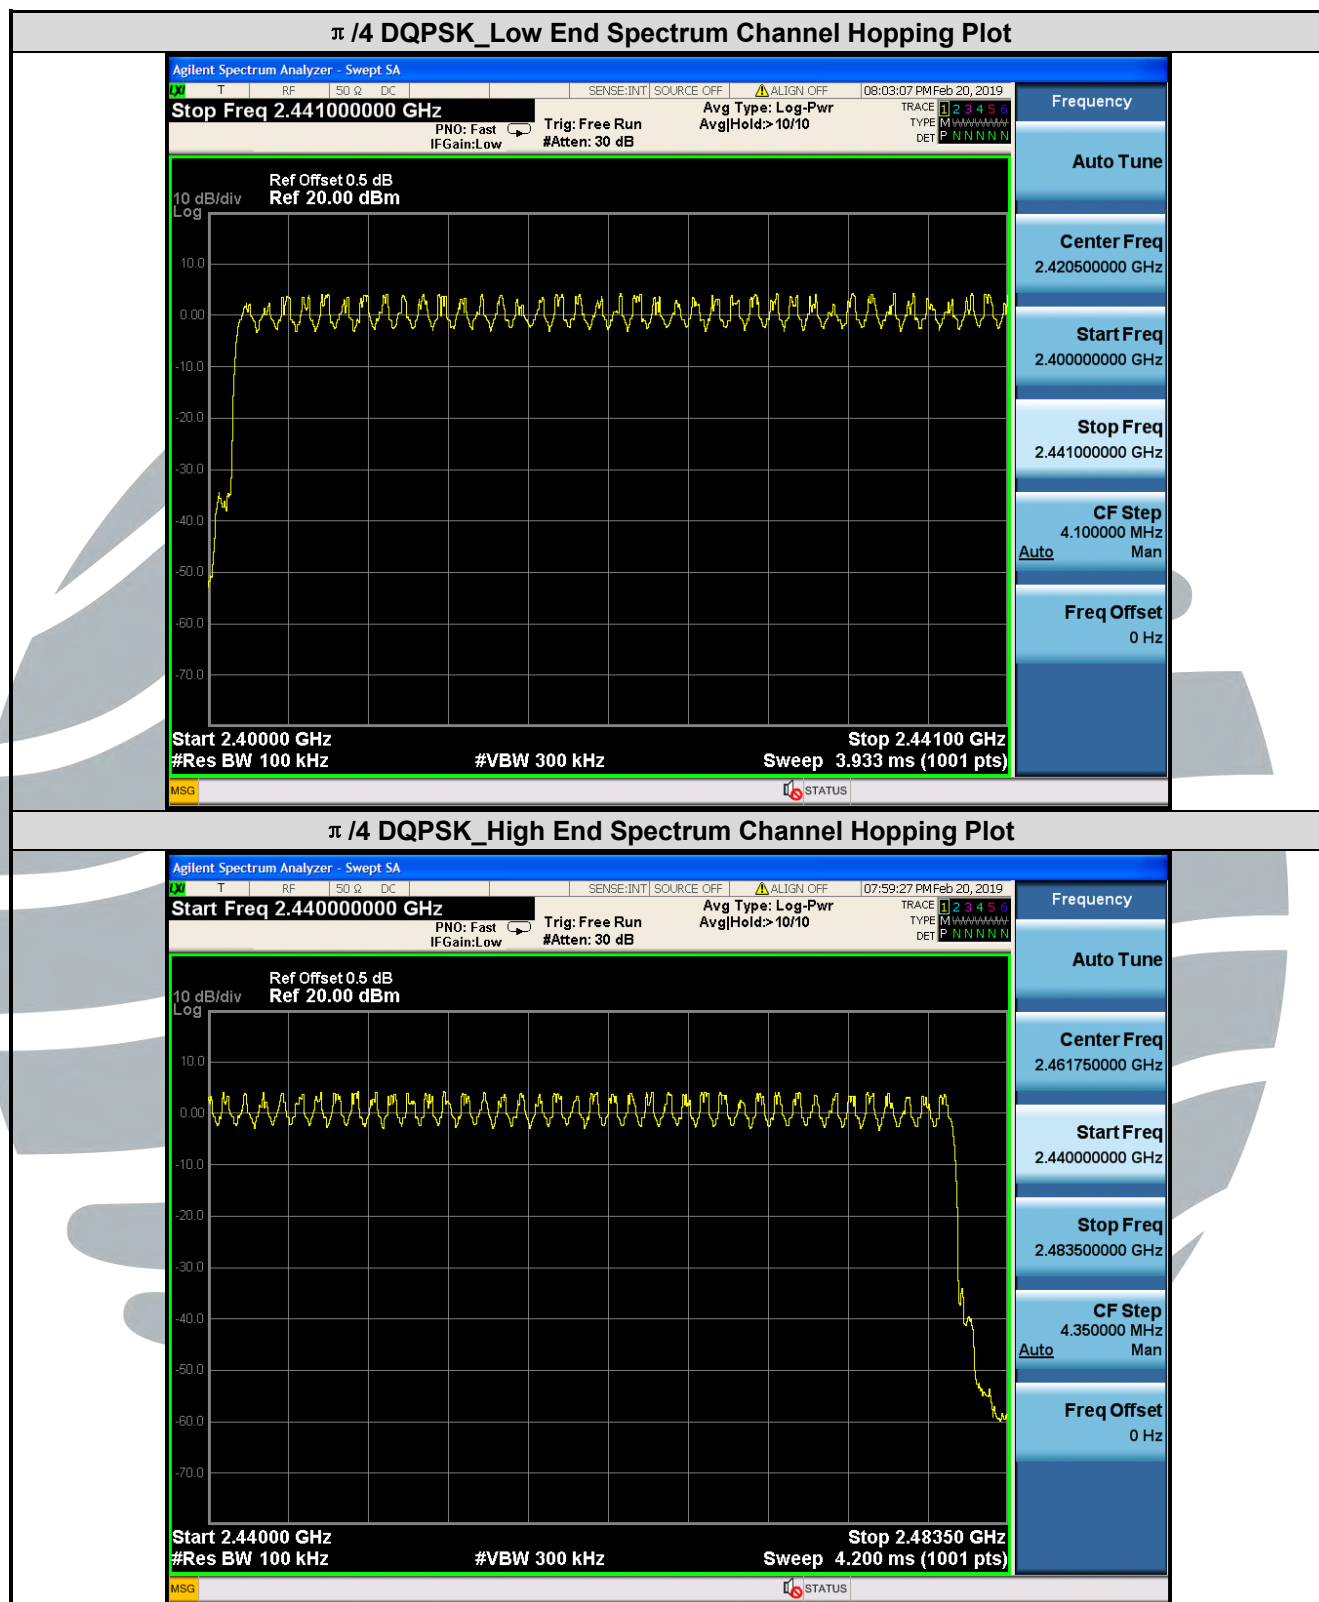 π/4 DQPSK_Low End Spectrum Channel Hopping Plot
Agilent Spectrum Analyzer - Swept SA
LXI T RF 50 Ω DC SENSE:INT SOURCE OFF ALIGN OFF 08:03:07 PM Feb 20, 2019
Stop Freq 2.441000000 GHz
PNO: Fast
IFGain:Low
Trig: Free Run
#Atten: 30 dB
Avg Type: Log-Pwr
Avg|Hold:>10/10
TRACE 1 2 3 4 5 6
TYPE M WWWWW
DET P N N N N N
Ref Offset 0.5 dB
10 dB/div Ref 20.00 dBm
Log
10.0
0.00
-10.0
-20.0
-30.0
-40.0
-50.0
-60.0
-70.0
Start 2.40000 GHz Stop 2.44100 GHz
#Res BW 100 kHz #VBW 300 kHz Sweep 3.933 ms (1001 pts)
MSG STATUS
Frequency
Auto Tune
Center Freq
2.420500000 GHz
Start Freq
2.400000000 GHz
Stop Freq
2.441000000 GHz
CF Step
4.100000 MHz
Auto Man
Freq Offset
0 Hz
π/4 DQPSK_High End Spectrum Channel Hopping Plot
Agilent Spectrum Analyzer - Swept SA
LXI T RF 50 Ω DC SENSE:INT SOURCE OFF ALIGN OFF 07:59:27 PM Feb 20, 2019
Start Freq 2.440000000 GHz
PNO: Fast
IFGain:Low
Trig: Free Run
#Atten: 30 dB
Avg Type: Log-Pwr
Avg|Hold:>10/10
TRACE 1 2 3 4 5 6
TYPE M WWWWW
DET P N N N N N
Ref Offset 0.5 dB
10 dB/div Ref 20.00 dBm
Log
10.0
0.00
-10.0
-20.0
-30.0
-40.0
-50.0
-60.0
-70.0
Start 2.44000 GHz Stop 2.48350 GHz
#Res BW 100 kHz #VBW 300 kHz Sweep 4.200 ms (1001 pts)
MSG STATUS
Frequency
Auto Tune
Center Freq
2.461750000 GHz
Start Freq
2.440000000 GHz
Stop Freq
2.483500000 GHz
CF Step
4.350000 MHz
Auto Man
Freq Offset
0 Hz